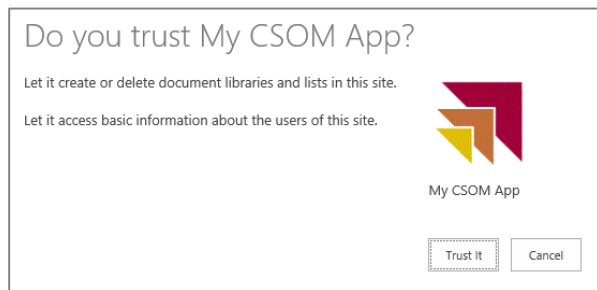 Do you trust My CSOM App?
Let it create or delete document libraries and lists in this site.
Let it access basic information about the users of this site.
My CSOM App
Trust It
Cancel